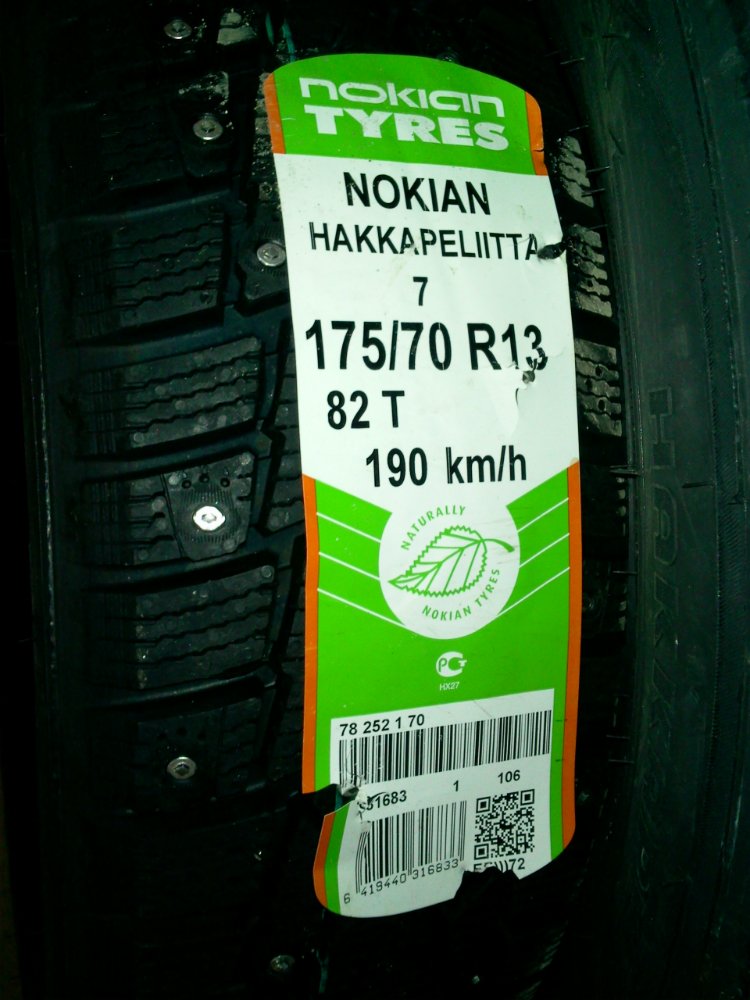 nokian
TYRES
NOKIAN
HAKKAPELIITTA
7
175/70 R13
82 T
190 km/h
NATURALLY
NOKIAN TYRES
РСТ
HX27
78 252 1 70
1 106
6 419440 316833